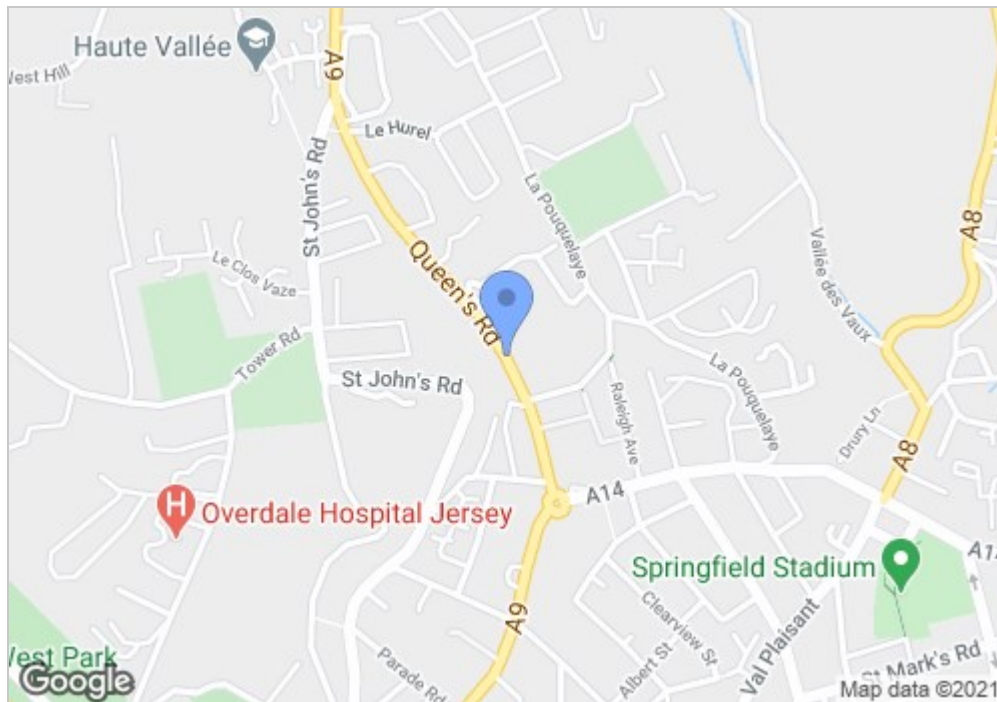 Haute Vallée
West Hill
A9
Le Hurel
St John's Rd
La Pouquelaye
A8
Vallée des Vaux
Le Clos Vaze
Queen's Rd
Tower Rd
St John's Rd
La Pouquelaye
Raleigh Ave
Drury Ln
A8
A14
H
Overdale Hospital Jersey
Springfield Stadium
A9
Clearview St
Albert St
Val Plaisant
West Park
Parade Rd
St Mark's Rd
Google
Map data ©2021